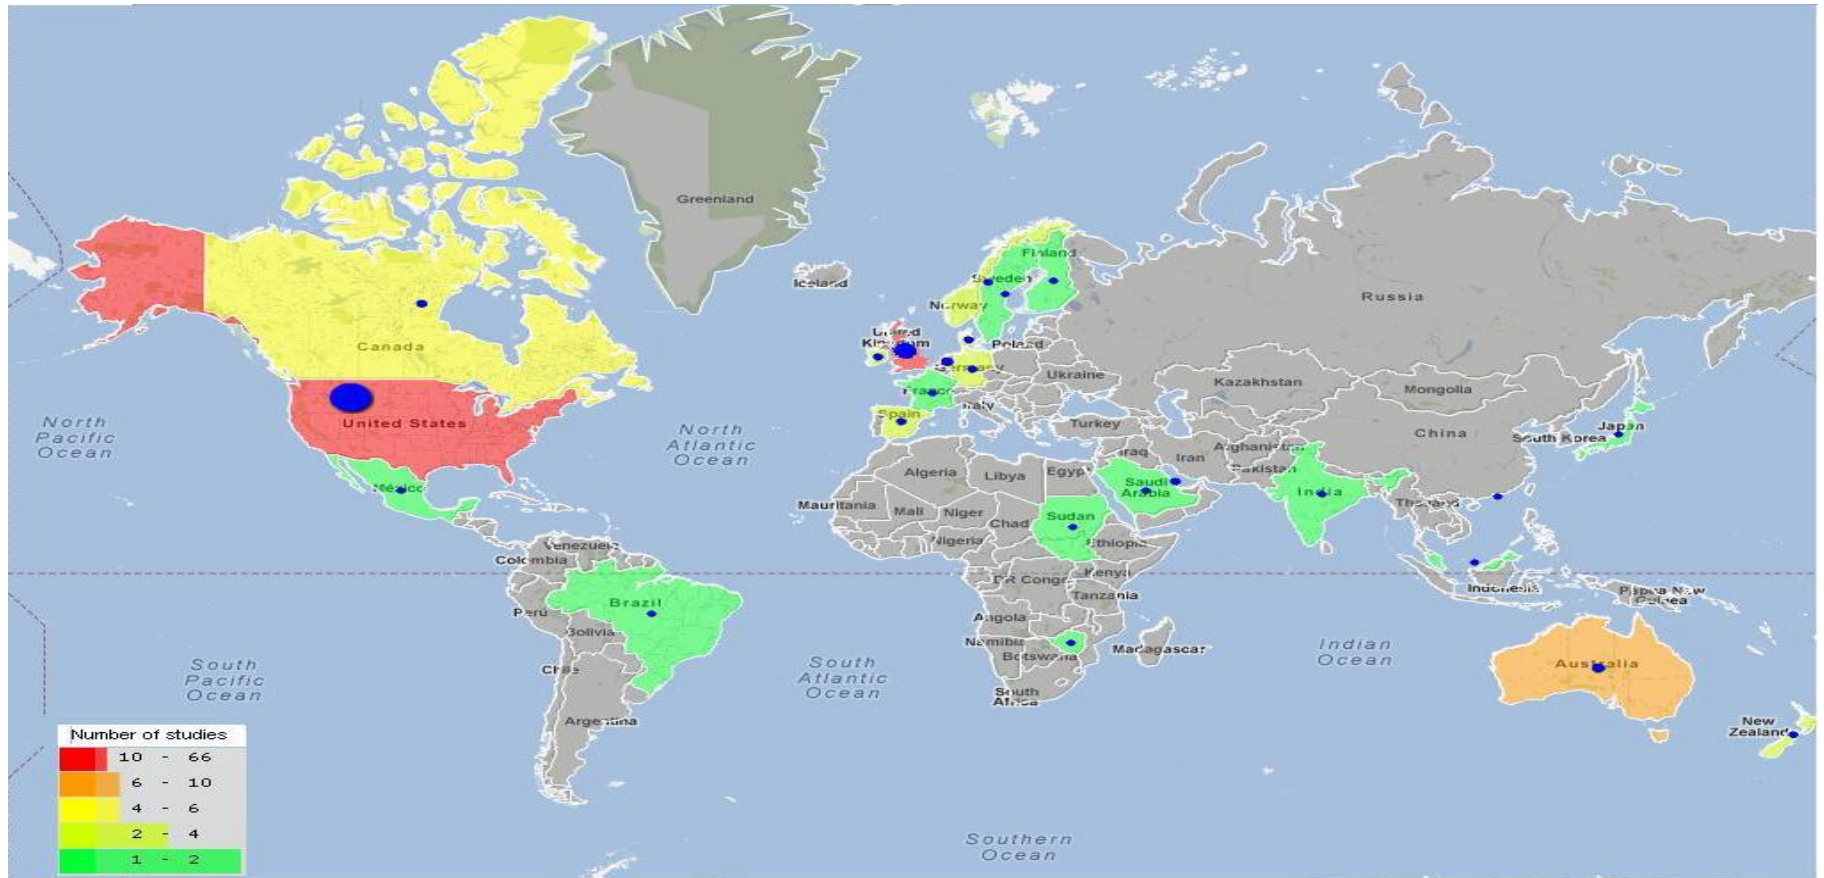 Greenland
Iceland
Finland
Sweden
Norway
Russia
United
Kingdom
Poland
Germany
Ukraine
Kazakhstan
Mongolia
Canada
France
Italy
Spain
Turkey
United States
North
Pacific
Ocean
North
Atlantic
Ocean
China
Japan
South Korea
Afghanistan
Iraq
Iran
Pakistan
Algeria
Libya
Egypt
Saudi
Arabia
India
Thailand
México
Mauritania
Mali
Niger
Chad
Sudan
Nigeria
Ethiopia
Venezuela
Colombia
DR Congo
Kenya
Tanzania
Indonesia
Papua New
Guinea
Brazil
Perú
Bolivia
Angola
Namibia
Botswana
Madagascar
Indian
Ocean
Australia
South
Pacific
Ocean
South
Atlantic
Ocean
Chile
South
Africa
Argentina
New
Zealand
Number of studies
10 - 66
6 - 10
4 - 6
2 - 4
1 - 2
Southern
Ocean